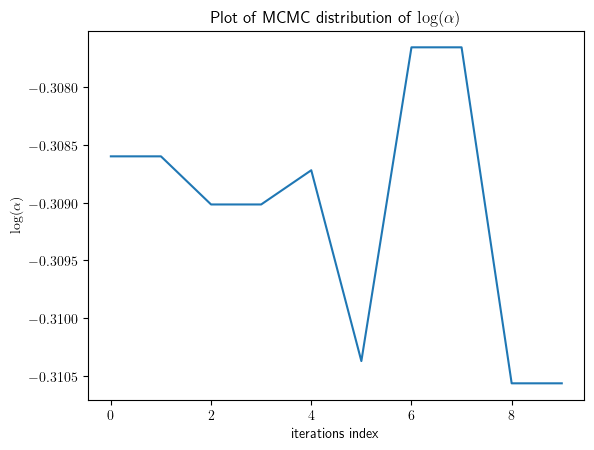 Plot of MCMC distribution of log(α)
−0.3080
−0.3085
−0.3090
−0.3095
−0.3100
−0.3105
log(α)
0 2 4 6 8
iterations index